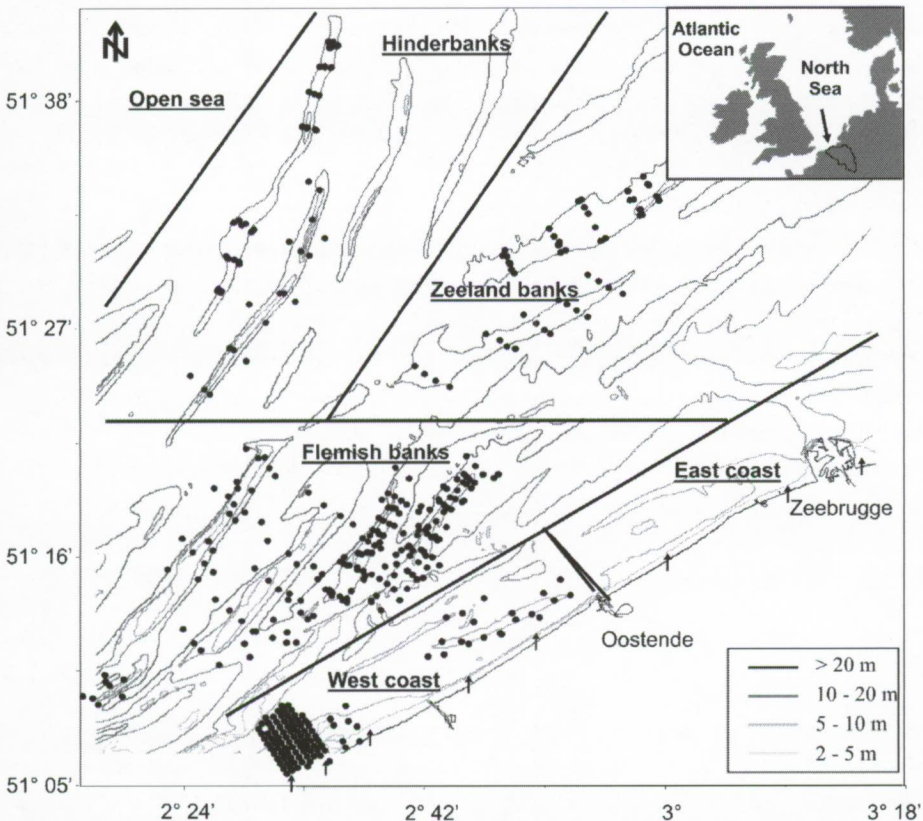 N
Hinderbanks
Open sea
Atlantic
Ocean
North
Sea
51° 38'
Zeeland banks
51° 27'
Flemish banks
East coast
Zeebrugge
51° 16'
Oostende
West coast
> 20 m
10 - 20 m
5 - 10 m
2 - 5 m
51° 05'
2° 24'
2° 42'
3°
3° 18'